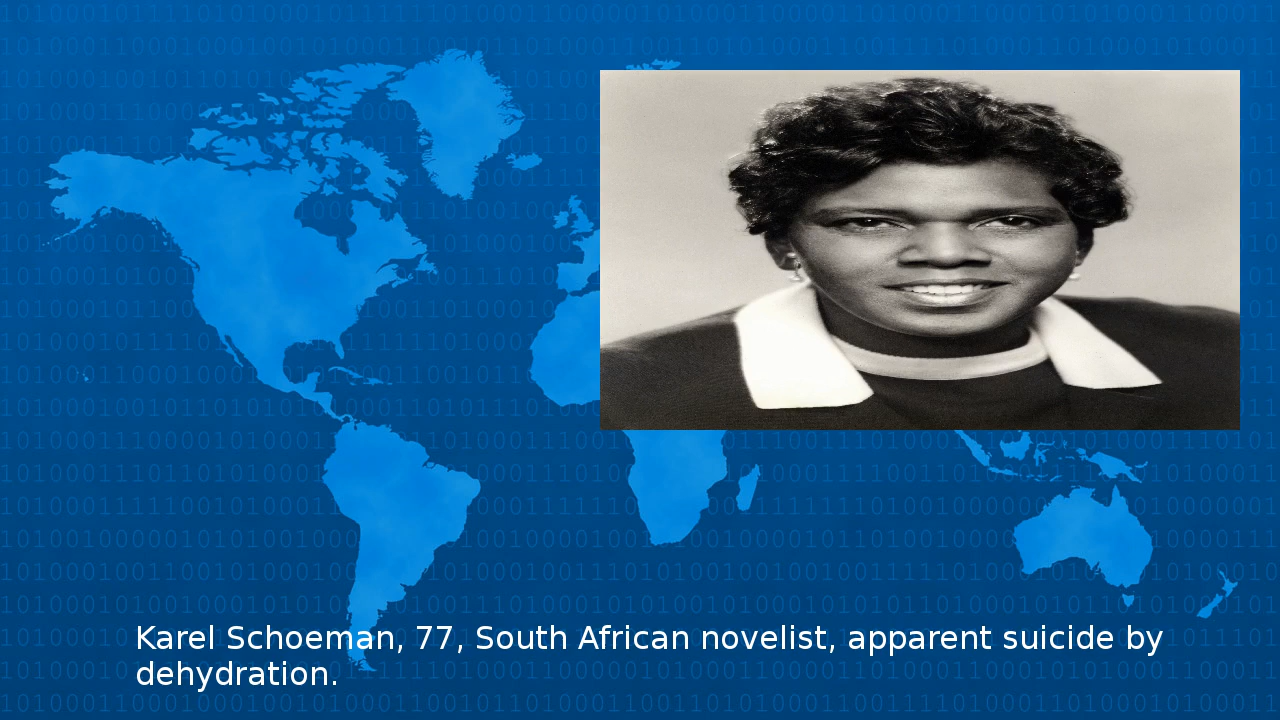 Karel Schoeman, 77, South African novelist, apparent suicide by
dehydration.